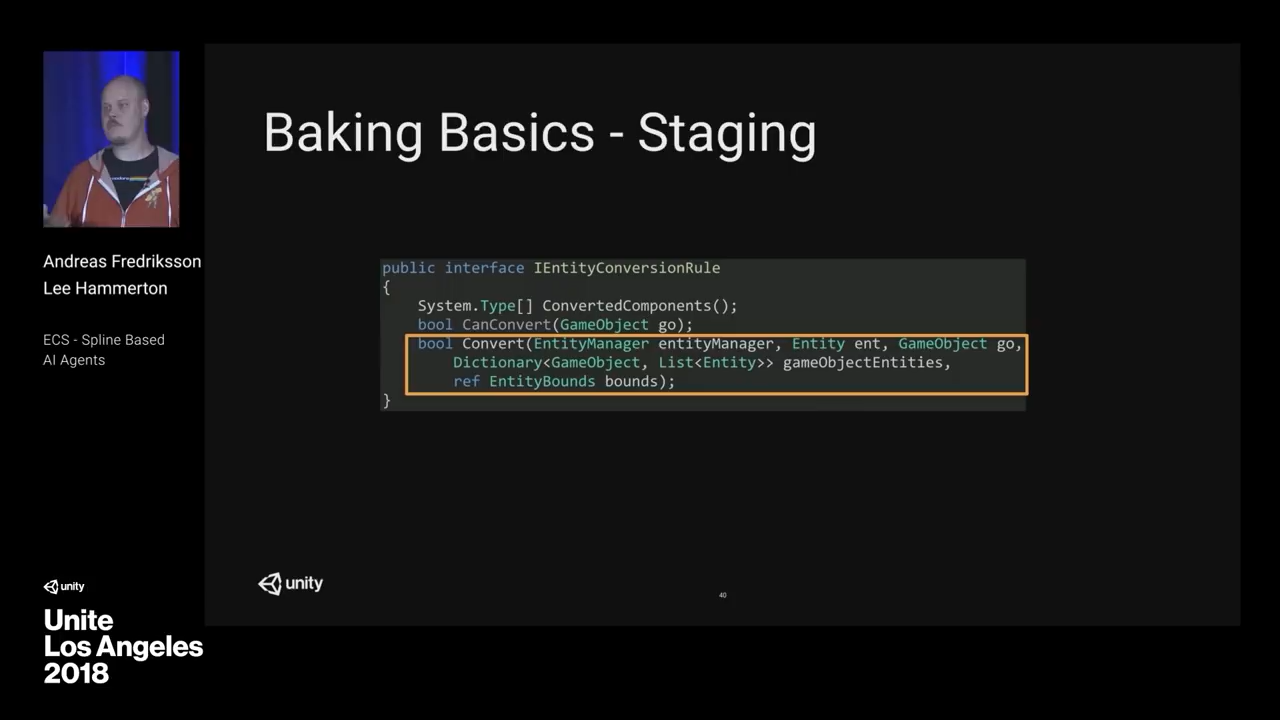 Baking Basics - Staging
public interface IEntityConversionRule
{
System.Type[] ConvertedComponents();
bool CanConvert(GameObject go);
bool Convert(EntityManager entityManager, Entity ent, GameObject go,
Dictionary<GameObject, List<Entity>> gameObjectEntities,
ref EntityBounds bounds);
}
unity
40
Andreas Fredriksson
Lee Hammerton
ECS - Spline Based
AI Agents
unity
Unite
Los Angeles
2018